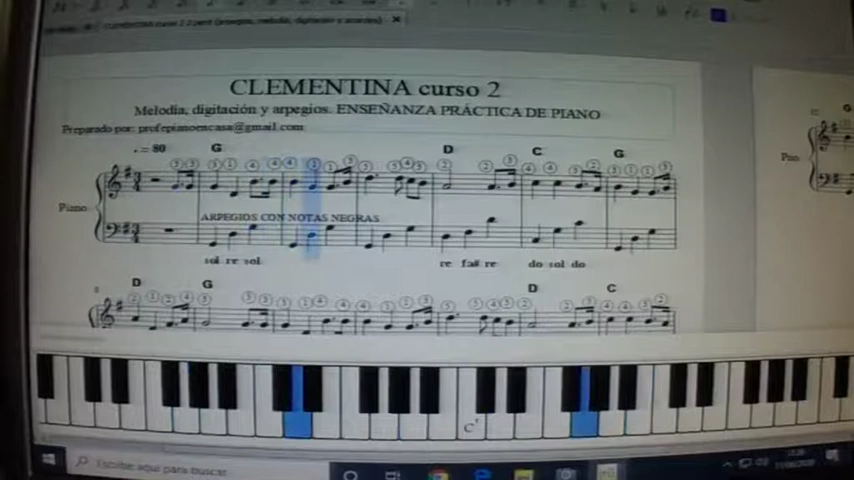 CLEMENTINA curso 2
Melodía, digitación y arpegios. ENSEÑANZA PRÁCTICA DE PIANO
Preparado por: profepianoencasa@gmail.com
= 80 G D C G
Piano
ARPEGIOS CON NOTAS NEGRAS
sol re sol re fa# re do sol do
D G D C
Pno
C
Escribe aquí para buscar